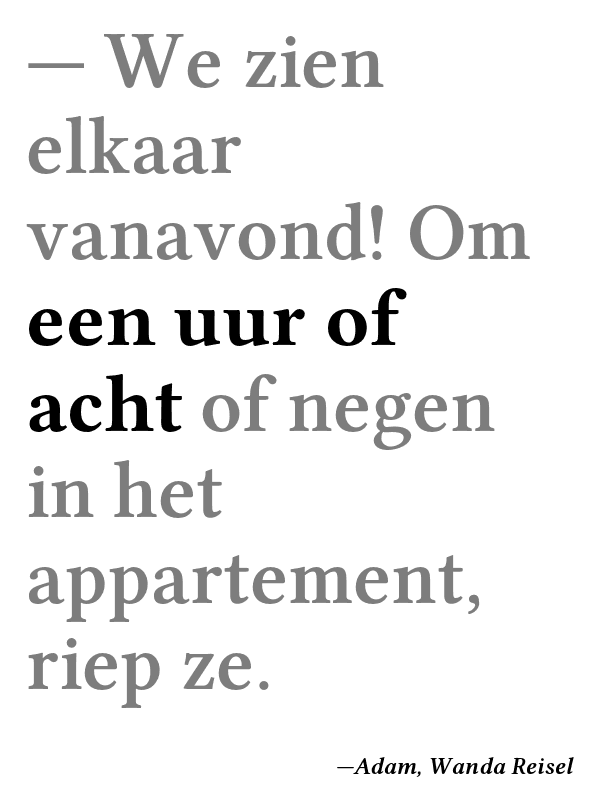 — We zien
elkaar
vanavond! Om
een uur of
acht of negen
in het
appartement,
riep ze.
—Adam, Wanda Reisel